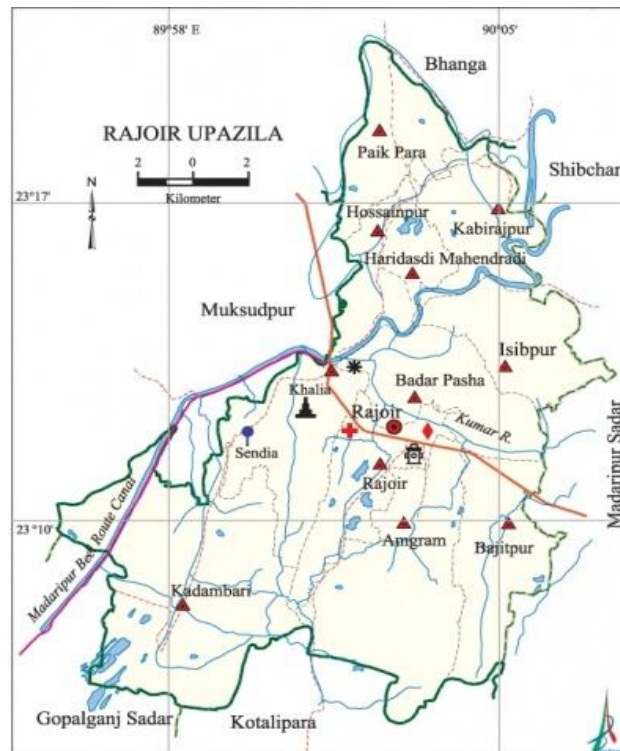 89°58' E
90°05'
Bhanga
RAJOIR UPAZILA
2 0 2
Kilometer
N
Paik Para
Shibchar
23°17'
Hossainpur
Kabirajpur
Haridasdi Mahendradi
Muksudpur
Isibpur
Khalia
Badar Pasha
Rajoir
Kumar R.
Sendia
Rajoir
Madaripur Sadar
23°10'
Amgram
Bajitpur
Madaripur Beel Route Canal
Kadambari
Gopalganj Sadar
Kotalipara